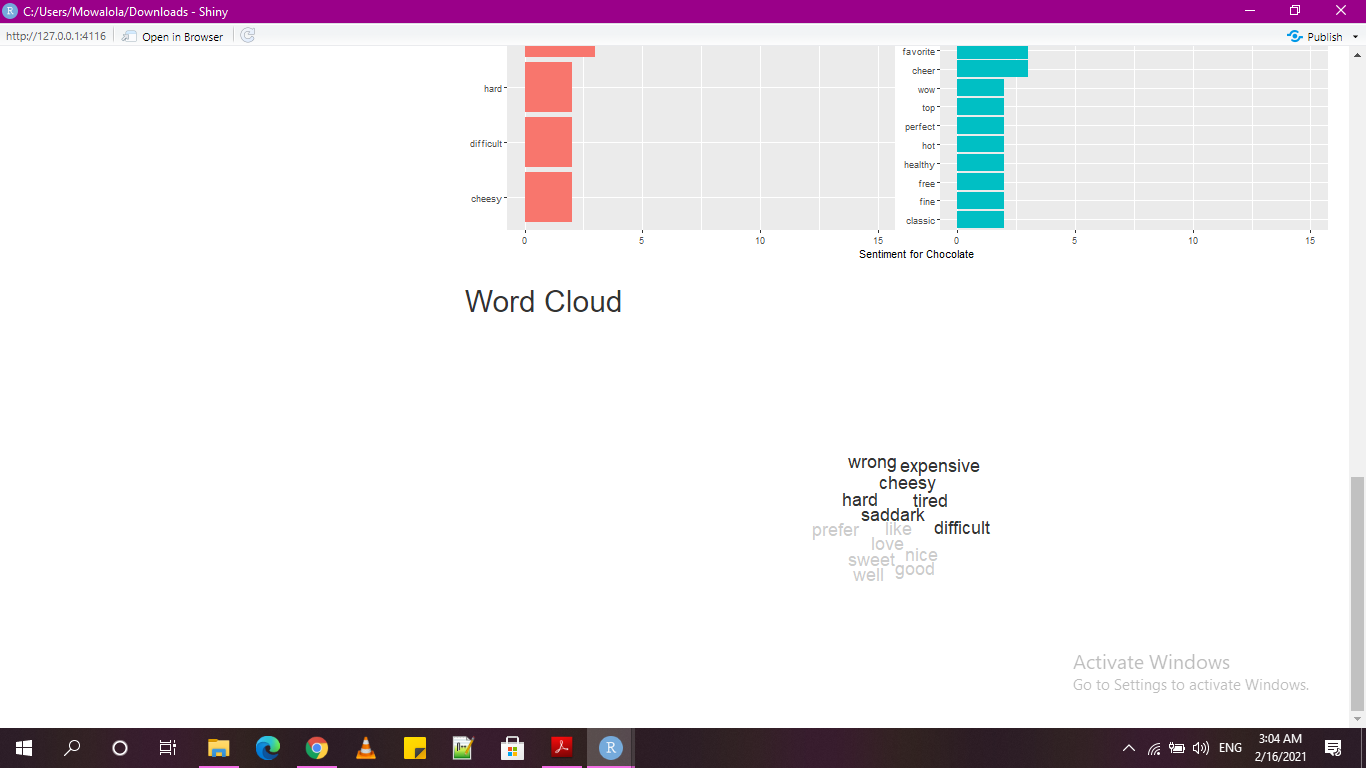 R C:/Users/Mowalola/Downloads - Shiny
http://127.0.0.1:4116 Open in Browser Publish
hard
difficult
cheesy
0 5 10 15
favorite
cheer
wow
top
perfect
hot
healthy
free
fine
classic
0 5 10 15
Sentiment for Chocolate
Word Cloud
wrong expensive
cheesy
hard tired
saddark
prefer like difficult
love
sweet nice
well good
Activate Windows
Go to Settings to activate Windows.
R ENG 3:04 AM
2/16/2021